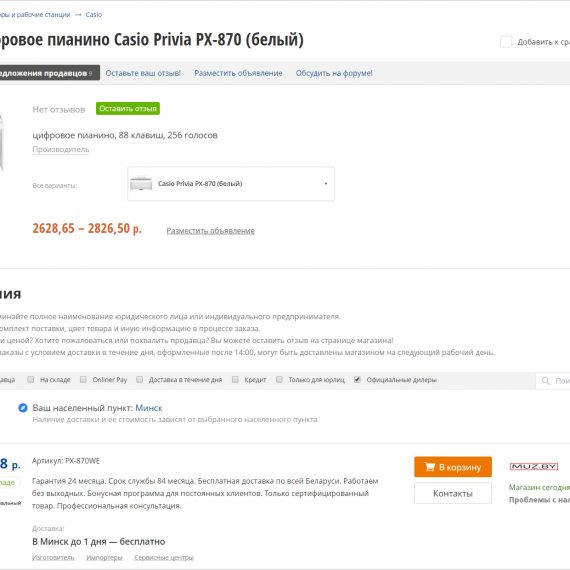 ры и рабочие станции → Casio
ровое пианино Casio Privia PX-870 (белый)
Добавить к ср
дложения продавцов 9 Оставьте ваш отзыв! Разместить объявление Обсудить на форуме!
Нет отзывов Оставить отзыв
цифровое пианино, 88 клавиш, 256 голосов
Производитель
Все варианты: Casio Privia PX-870 (белый)
2628,65 – 2826,50 р. Разместить объявление
ия
минайте полное наименование юридического лица или индивидуального предпринимателя.
омплект поставки, цвет товара и иную информацию в процессе заказа.
и ценой? Хотите пожаловаться или похвалить продавца? Вы можете оставить отзыв на странице магазина!
заказы с условием доставки в течение дня, оформленные после 14:00, могут быть доставлены магазином на следующий рабочий день.
авца На складе Onliner Pay Доставка в течение дня Кредит Только для юрлиц Официальные дилеры Пои
Ваш населенный пункт: Минск
Наличие доставки и ее стоимость зависят от выбранного населенного пункта
8 р.
ладе
Артикул: PX-870WE
Гарантия 24 месяца. Срок службы 84 месяца. Бесплатная доставка по всей Беларуси. Работаем
без выходных. Бонусная программа для постоянных клиентов. Только сертифицированный
товар. Профессиональная консультация.
Доставка:
В Минск до 1 дня — бесплатно
Изготовитель Импортеры Сервисные центры
В корзину
Контакты
MUZ.BY
Магазин сегодня
Проблемы с на